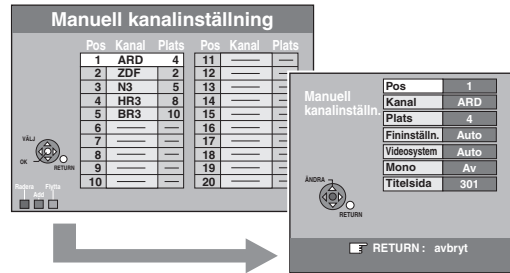 Manuell kanalinställning
Pos Kanal Plats Pos Kanal Plats
1 ARD 4 11 — —
2 ZDF 2 12 — —
3 N3 5 13
4 HR3 8 14
5 BR3 10 15
6 — — 16
7 — — 17
8 — — 18
9 — — 19
10 — — 20
VÄLJ
OK
RETURN
Radera Add Flytta
Manuell
kanalinställn.
Pos 1
Kanal ARD
Plats 4
Fininställn. Auto
Videosystem Auto
Mono Av
Titelsida 301
ÄNDRA
RETURN
RETURN : avbryt